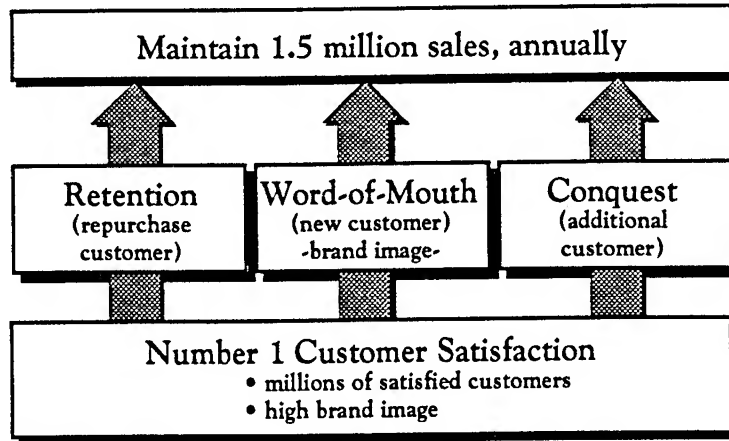 Maintain 1.5 million sales, annually
Retention
(repurchase
customer)
Word-of-Mouth
(new customer)
-brand image-
Conquest
(additional
customer)
Number 1 Customer Satisfaction
• millions of satisfied customers
• high brand image